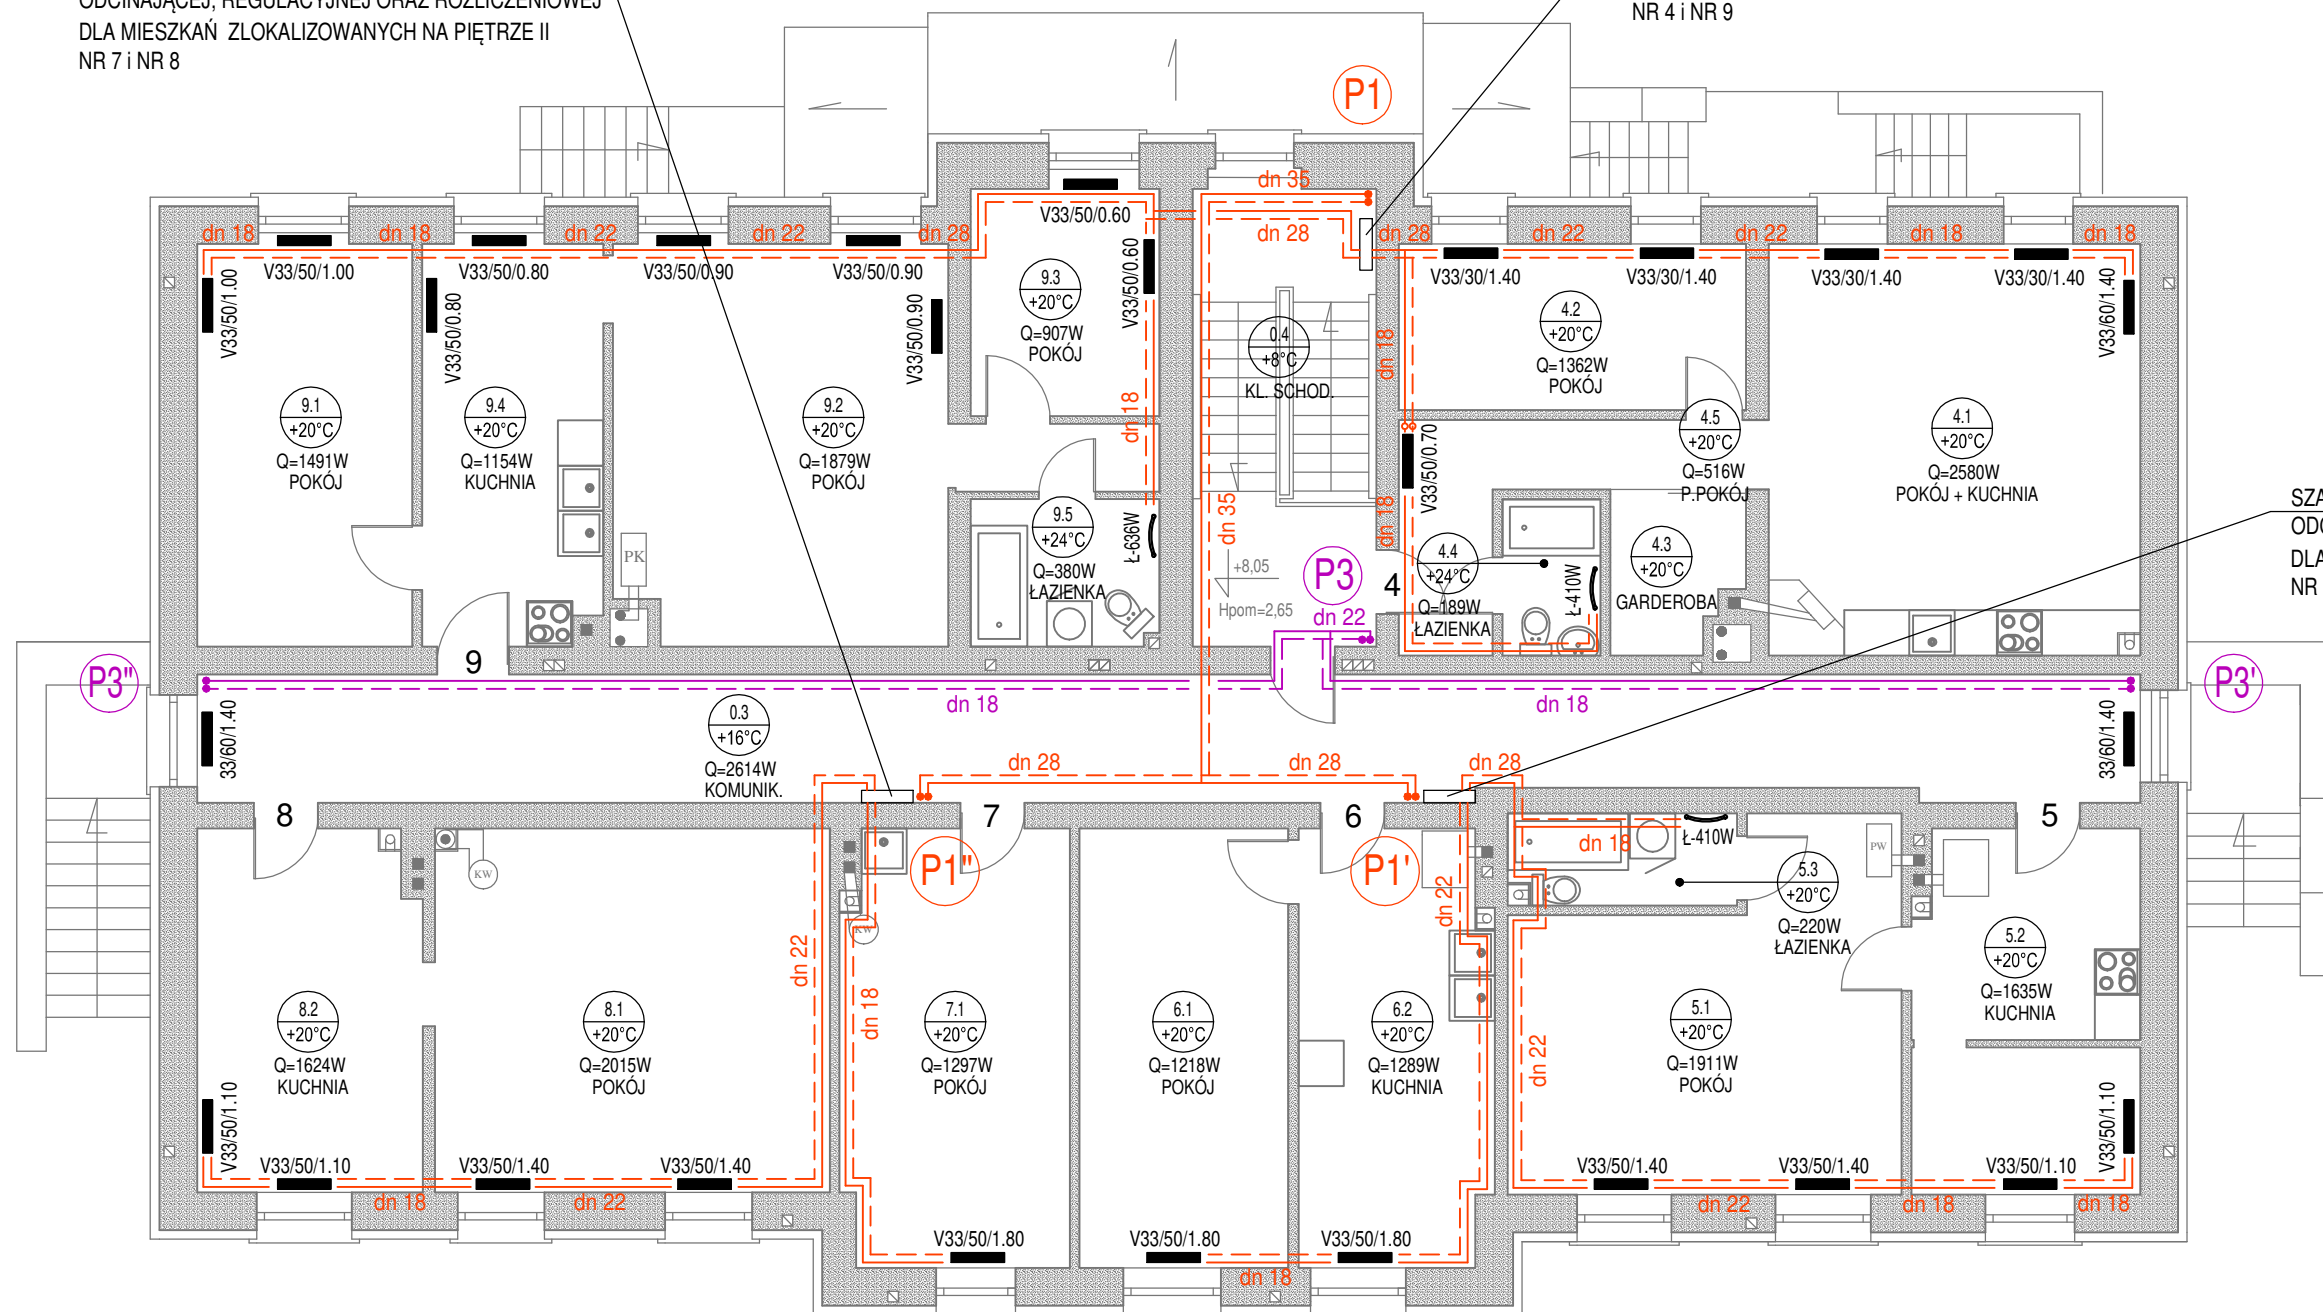 ODCINAJĄCEJ, REGULACYJNEJ ORAZ ROZLICZENIOWEJ
DLA MIESZKAŃ ZLOKALIZOWANYCH NA PIĘTRZE II
NR 7 i NR 8
NR 4 i NR 9
P1
dn 35
V33/50/0.60
dn 18
dn 18
dn 22
dn 22
dn 28
dn 28
dn 28
dn 22
dn 22
dn 18
dn 18
V33/50/1.00
V33/50/0.80
V33/50/0.90
V33/50/0.90
V33/30/1.40
V33/30/1.40
V33/30/1.40
V33/30/1.40
V33/50/1.00
V33/50/0.80
V33/50/0.90
V33/50/0.60
V33/60/1.40
9.3
+20°C
Q=907W
POKÓJ
0.4
+8°C
KL. SCHOD.
dn 18
4.2
+20°C
Q=1362W
POKÓJ
9.1
+20°C
Q=1491W
POKÓJ
9.4
+20°C
Q=1154W
KUCHNIA
9.2
+20°C
Q=1879W
POKÓJ
dn 18
V33/50/0.70
4.5
+20°C
Q=516W
P.POKÓJ
4.1
+20°C
Q=2580W
POKÓJ + KUCHNIA
SZA
ODC
DLA
NR
PK
9.5
+24°C
Q=380W
ŁAZIENKA
Ł-636W
dn 35
dn 18
+8,05
Hpom=2,65
P3
dn 22
4
4.4
+24°C
Q=189W
ŁAZIENKA
Ł-410W
4.3
+20°C
GARDEROBA
9
P3"
P3'
dn 18
dn 18
33/60/1.40
0.3
+16°C
Q=2614W
KOMUNIK.
33/60/1.40
dn 28
dn 28
dn 28
8
7
6
5
Ł-410W
dn 18
PW
KW
P1"
P1'
KW
dn 22
dn 22
5.3
+20°C
Q=220W
ŁAZIENKA
5.2
+20°C
Q=1635W
KUCHNIA
8.2
+20°C
Q=1624W
KUCHNIA
8.1
+20°C
Q=2015W
POKÓJ
dn 18
7.1
+20°C
Q=1297W
POKÓJ
6.1
+20°C
Q=1218W
POKÓJ
6.2
+20°C
Q=1289W
KUCHNIA
dn 22
5.1
+20°C
Q=1911W
POKÓJ
V33/50/1.10
V33/50/1.10
V33/50/1.40
V33/50/1.40
V33/50/1.40
V33/50/1.40
V33/50/1.10
V33/50/1.10
dn 18
dn 22
dn 22
dn 18
dn 18
V33/50/1.80
V33/50/1.80
V33/50/1.80
dn 18